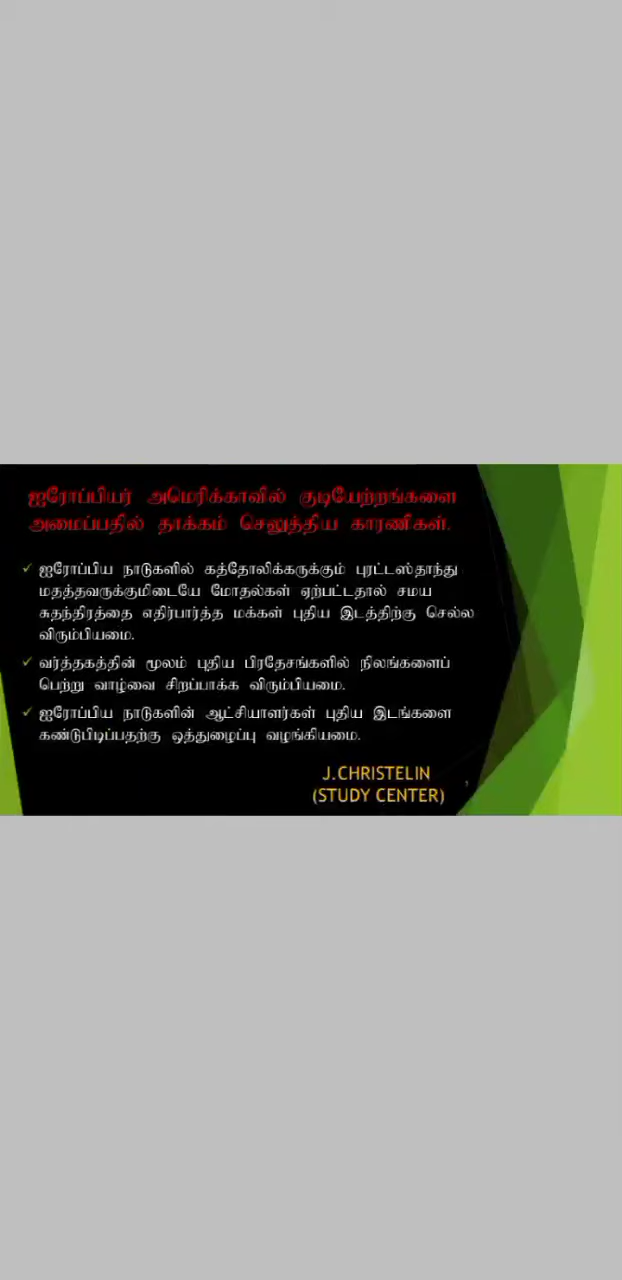 ஐரோப்பியர் அமெரிக்காவில் குடியேற்றங்களை
அமைப்பதில் தாக்கம் செலுத்திய காரணிகள்.
✓ ஐரோப்பிய நாடுகளில் கத்தோலிக்கருக்கும் புரட்டஸ்தாந்து
மதத்தவருக்குமிடையே மோதல்கள் ஏற்பட்டதால் சமய
சுதந்திரத்தை எதிர்பார்த்த மக்கள் புதிய இடத்திற்கு செல்ல
விரும்பியமை.
✓ வர்த்தகத்தின் மூலம் புதிய பிரதேசங்களில் நிலங்களைப்
பெற்று வாழ்வை சிறப்பாக்க விரும்பியமை.
✓ ஐரோப்பிய நாடுகளின் ஆட்சியாளர்கள் புதிய இடங்களை
கண்டுபிடிப்பதற்கு ஒத்துழைப்பு வழங்கியமை.
J.CHRISTELIN
(STUDY CENTER)